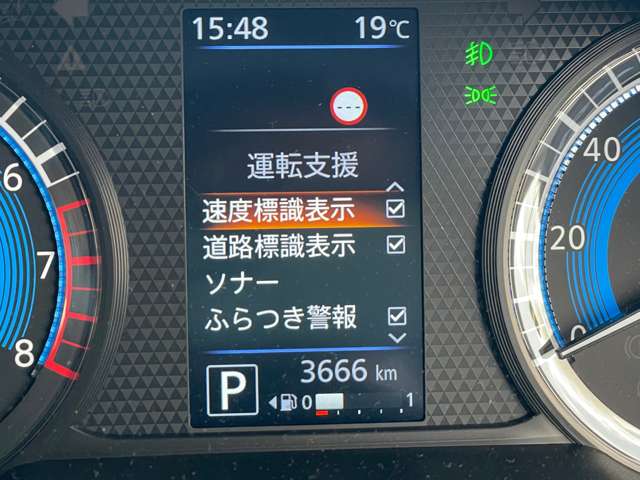 15:48 19℃
---
運転支援
速度標識表示
道路標識表示
ソナー
ふらつき警報
3666 km
P
0 1
6
7
8
40
20
0